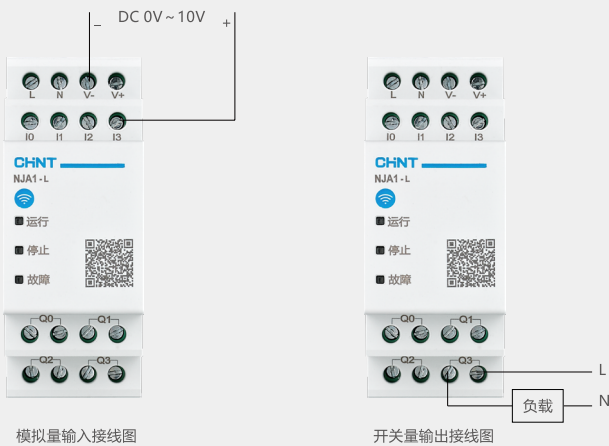 DC 0V~10V
− +
L N V- V+
I0 I1 I2 I3
CHNT
NJA1-L
运行
停止
故障
Q0 Q1
Q2 Q3
模拟量输入接线图
L N V- V+
I0 I1 I2 I3
CHNT
NJA1-L
运行
停止
故障
Q0 Q1
Q2 Q3
L
负载 N
开关量输出接线图